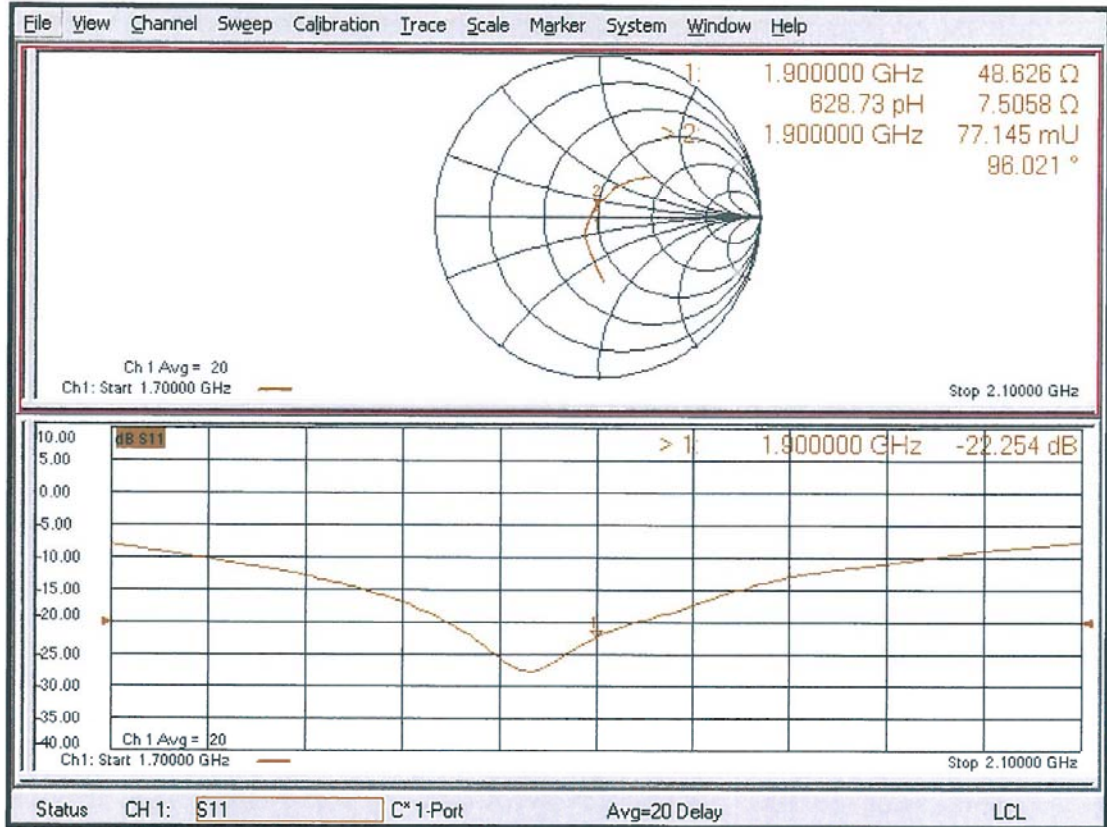 File View Channel Sweep Calibration Trace Scale Marker System Window Help
1: 1.900000 GHz 48.626 Ω
628.73 pH 7.5058 Ω
> 2: 1.900000 GHz 77.145 mU
96.021 °
2
Ch 1 Avg = 20
Ch1: Start 1.70000 GHz
Stop 2.10000 GHz
10.00
dB S11
> 1: 1.900000 GHz -22.254 dB
5.00
0.00
-5.00
-10.00
-15.00
-20.00
1
-25.00
-30.00
-35.00
-40.00
Ch 1 Avg = 20
Ch1: Start 1.70000 GHz
Stop 2.10000 GHz
Status CH 1: S11 C* 1-Port Avg=20 Delay LCL